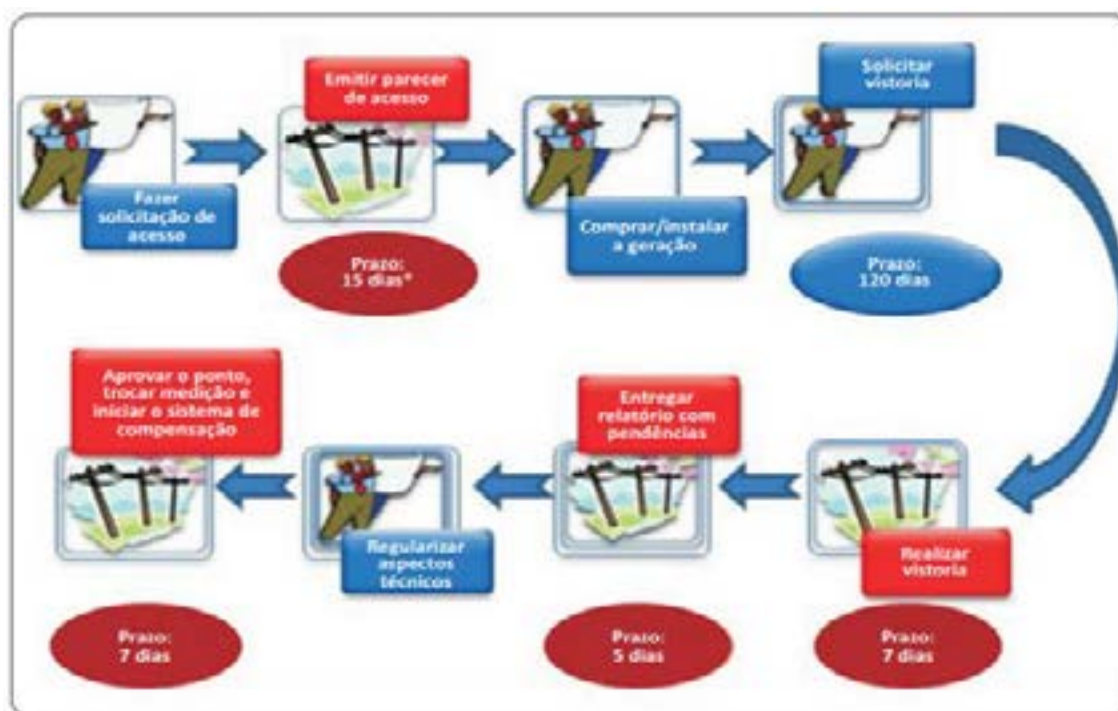 Fazer
solicitação de
acesso
Emitir parecer
de acesso
Prazo:
15 dias*
Comprar/instalar
a geração
Solicitar
vistoria
Prazo:
120 dias
Realizar
vistoria
Prazo:
7 dias
Entregar
relatório com
pendências
Prazo:
5 dias
Regularizar
aspectos
técnicos
Aprovar o ponto,
trocar medição e
iniciar o sistema de
compensação
Prazo:
7 dias